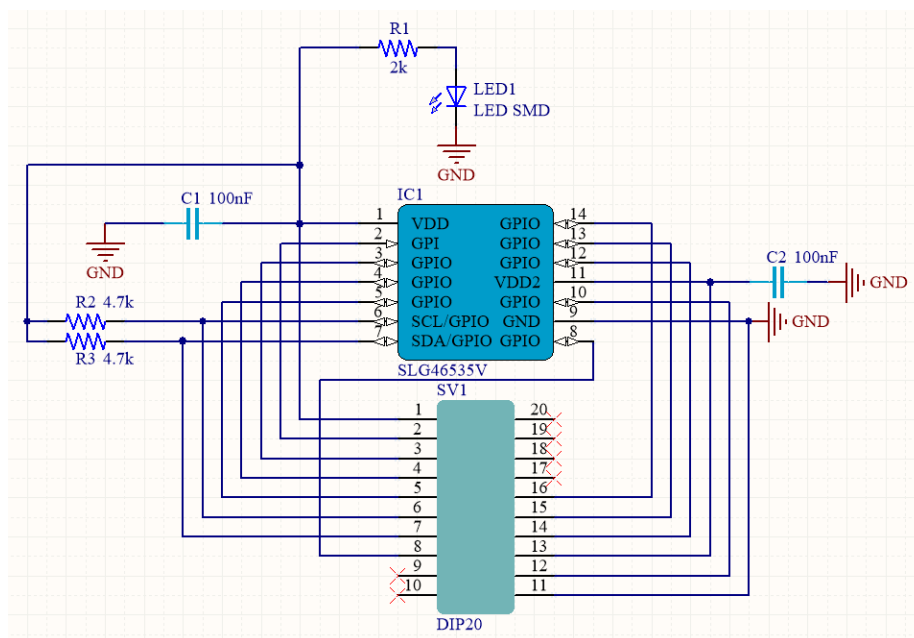 R1
2k
LED1
LED SMD
GND
IC1
C1 100nF
GND
1 VDD GPIO 14
2 GPI GPIO 13
3 GPIO GPIO 12
4 GPIO VDD2 11
5 GPIO GPIO 10
6 SCL/GPIO GND 9
7 SDA/GPIO GPIO 8
C2 100nF
GND
GND
R2 4.7k
R3 4.7k
SLG46535V
SV1
1 20
2 19
3 18
4 17
5 16
6 15
7 14
8 13
9 12
10 11
DIP20